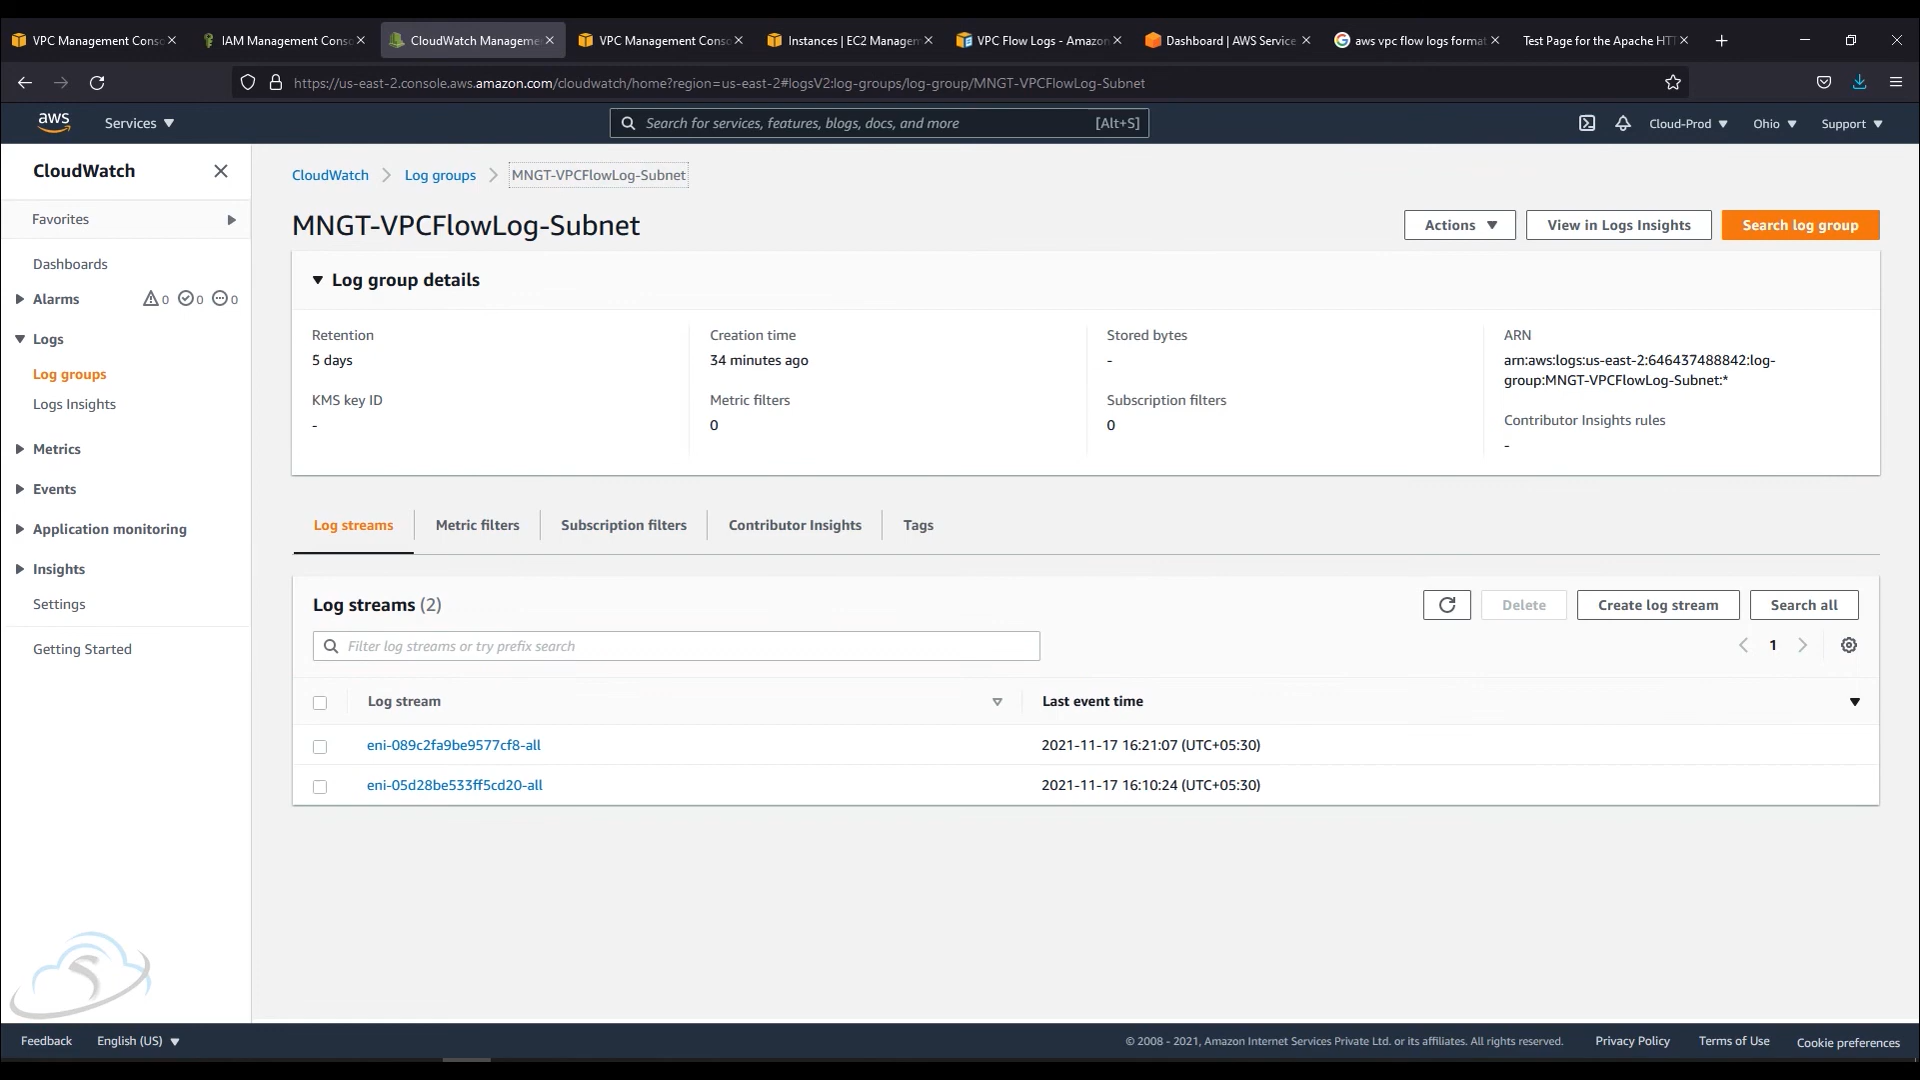 VPC Management Conso
IAM Management Conso
CloudWatch Manageme
VPC Management Conso
Instances | EC2 Managem
VPC Flow Logs - Amazon
Dashboard | AWS Service
aws vpc flow logs format
Test Page for the Apache HTT
https://us-east-2.console.aws.amazon.com/cloudwatch/home?region=us-east-2#logsV2:log-groups/log-group/MNGT-VPCFlowLog-Subnet
aws
Services
Search for services, features, blogs, docs, and more
[Alt+S]
Cloud-Prod
Ohio
Support
CloudWatch
Favorites
Dashboards
Alarms
0
0
0
Logs
Log groups
Logs Insights
Metrics
Events
Application monitoring
Insights
Settings
Getting Started
CloudWatch
Log groups
MNGT-VPCFlowLog-Subnet
MNGT-VPCFlowLog-Subnet
Actions
View in Logs Insights
Search log group
Log group details
Retention
5 days
KMS key ID
-
Creation time
34 minutes ago
Metric filters
0
Stored bytes
-
Subscription filters
0
ARN
arn:aws:logs:us-east-2:646437488842:log-
group:MNGT-VPCFlowLog-Subnet:*
Contributor Insights rules
-
Log streams
Metric filters
Subscription filters
Contributor Insights
Tags
Log streams (2)
Delete
Create log stream
Search all
Filter log streams or try prefix search
1
Log stream
Last event time
eni-089c2fa9be9577cf8-all
2021-11-17 16:21:07 (UTC+05:30)
eni-05d28be533ff5cd20-all
2021-11-17 16:10:24 (UTC+05:30)
Feedback
English (US)
© 2008 - 2021, Amazon Internet Services Private Ltd. or its affiliates. All rights reserved.
Privacy Policy
Terms of Use
Cookie preferences